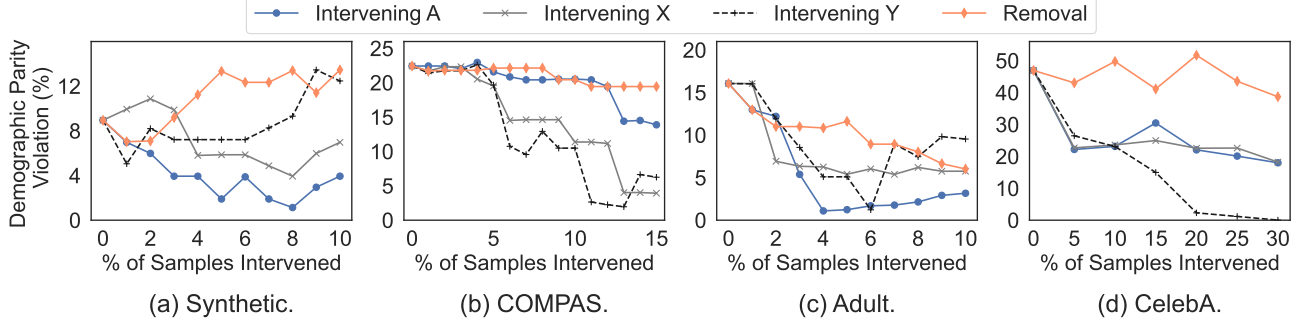 Intervening A Intervening X Intervening Y Removal
Demographic Parity
Violation (%)
12
8
4
0
0 2 4 6 8 10
% of Samples Intervened
(a) Synthetic.
25
20
15
10
5
0
0 5 10 15
% of Samples Intervened
(b) COMPAS.
20
15
10
5
0
0 2 4 6 8 10
% of Samples Intervened
(c) Adult.
50
40
30
20
10
0
0 5 10 15 20 25 30
% of Samples Intervened
(d) CelebA.